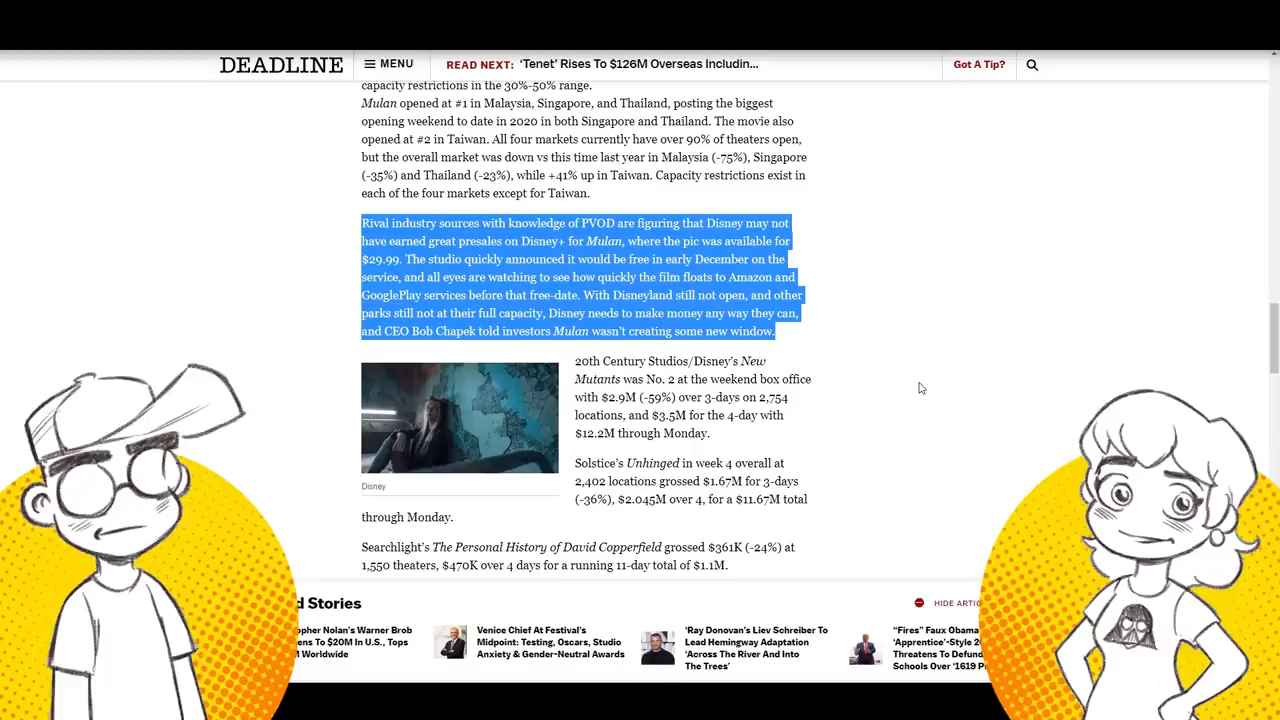 DEADLINE
MENU
READ NEXT: ‘Tenet’ Rises To $126M Overseas Includin...
Got A Tip?
capacity restrictions in the 30%-50% range.
Mulan opened at #1 in Malaysia, Singapore, and Thailand, posting the biggest
opening weekend to date in 2020 in both Singapore and Thailand. The movie also
opened at #2 in Taiwan. All four markets currently have over 90% of theaters open,
but the overall market was down vs this time last year in Malaysia (-75%), Singapore
(-35%) and Thailand (-23%), while +41% up in Taiwan. Capacity restrictions exist in
each of the four markets except for Taiwan.
Rival industry sources with knowledge of PVOD are figuring that Disney may not
have earned great presales on Disney+ for Mulan, where the pic was available for
$29.99. The studio quickly announced it would be free in early December on the
service, and all eyes are watching to see how quickly the film floats to Amazon and
GooglePlay services before that free-date. With Disneyland still not open, and other
parks still not at their full capacity, Disney needs to make money any way they can,
and CEO Bob Chapek told investors Mulan wasn’t creating some new window.
20th Century Studios/Disney’s New
Mutants was No. 2 at the weekend box office
with $2.9M (-59%) over 3-days on 2,754
locations, and $3.5M for the 4-day with
$12.2M through Monday.
Disney
Solstice’s Unhinged in week 4 overall at
2,402 locations grossed $1.67M for 3-days
(-36%), $2.045M over 4, for a $11.67M total
through Monday.
Searchlight’s The Personal History of David Copperfield grossed $361K (-24%) at
1,550 theaters, $470K over 4 days for a running 11-day total of $1.1M.
d Stories
HIDE ARTIC
opher Nolan’s Warner Brob
ens To $20M In U.S., Tops
M Worldwide
Venice Chief At Festival’s
Midpoint: Testing, Oscars, Studio
Anxiety & Gender-Neutral Awards
‘Ray Donovan’s Liev Schreiber To
Lead Hemingway Adaptation
‘Across The River And Into
The Trees’
“Fires” Faux Obama
‘Apprentice’-Style 2
Threatens To Defun
Schools Over ‘1619 P